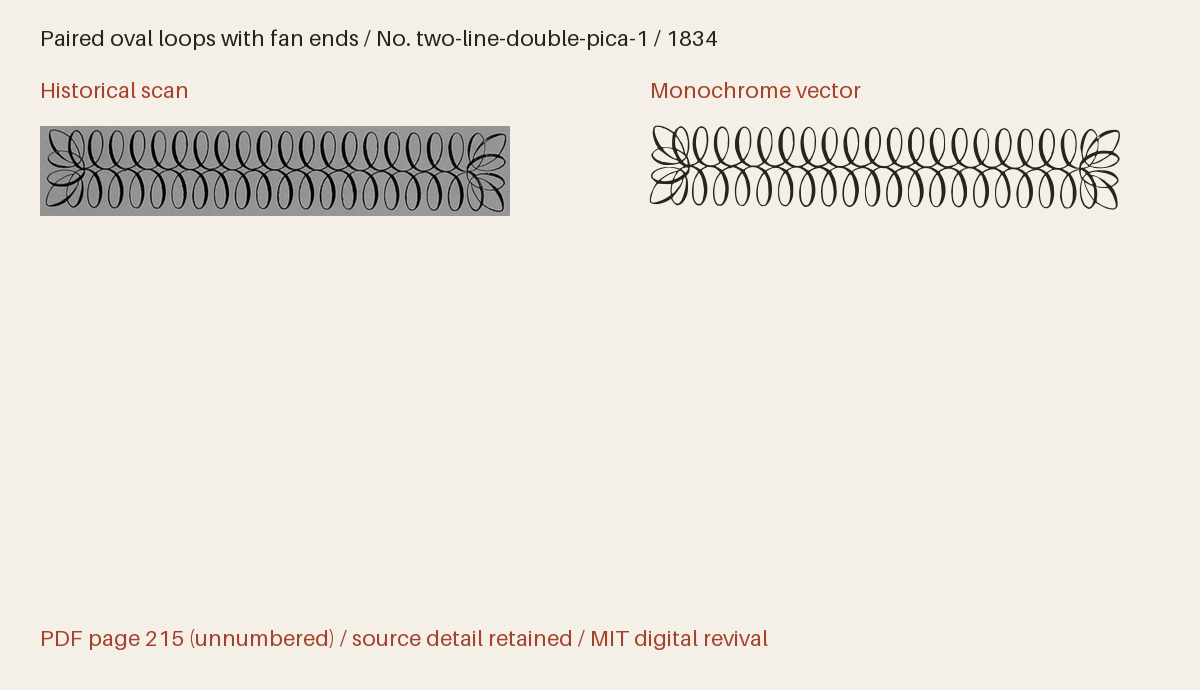 Paired oval loops with fan ends / No. two-line-double-pica-1 / 1834
Historical scan
Monochrome vector
PDF page 215 (unnumbered) / source detail retained / MIT digital revival